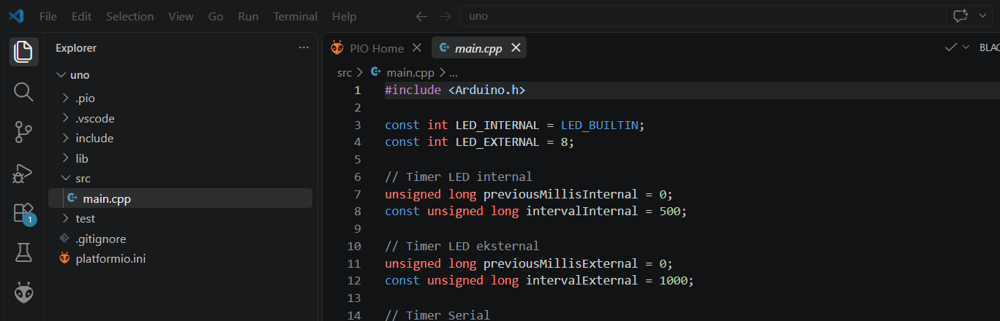 File Edit Selection View Go Run Terminal Help
uno
Explorer
uno
.pio
.vscode
include
lib
src
main.cpp
test
.gitignore
platformio.ini
1
PIO Home
main.cpp
BLAC
src > main.cpp > ...
1 #include <Arduino.h>
2
3 const int LED_INTERNAL = LED_BUILTIN;
4 const int LED_EXTERNAL = 8;
5
6 // Timer LED internal
7 unsigned long previousMillisInternal = 0;
8 const unsigned long intervalInternal = 500;
9
10 // Timer LED eksternal
11 unsigned long previousMillisExternal = 0;
12 const unsigned long intervalExternal = 1000;
13
14 // Timer Serial